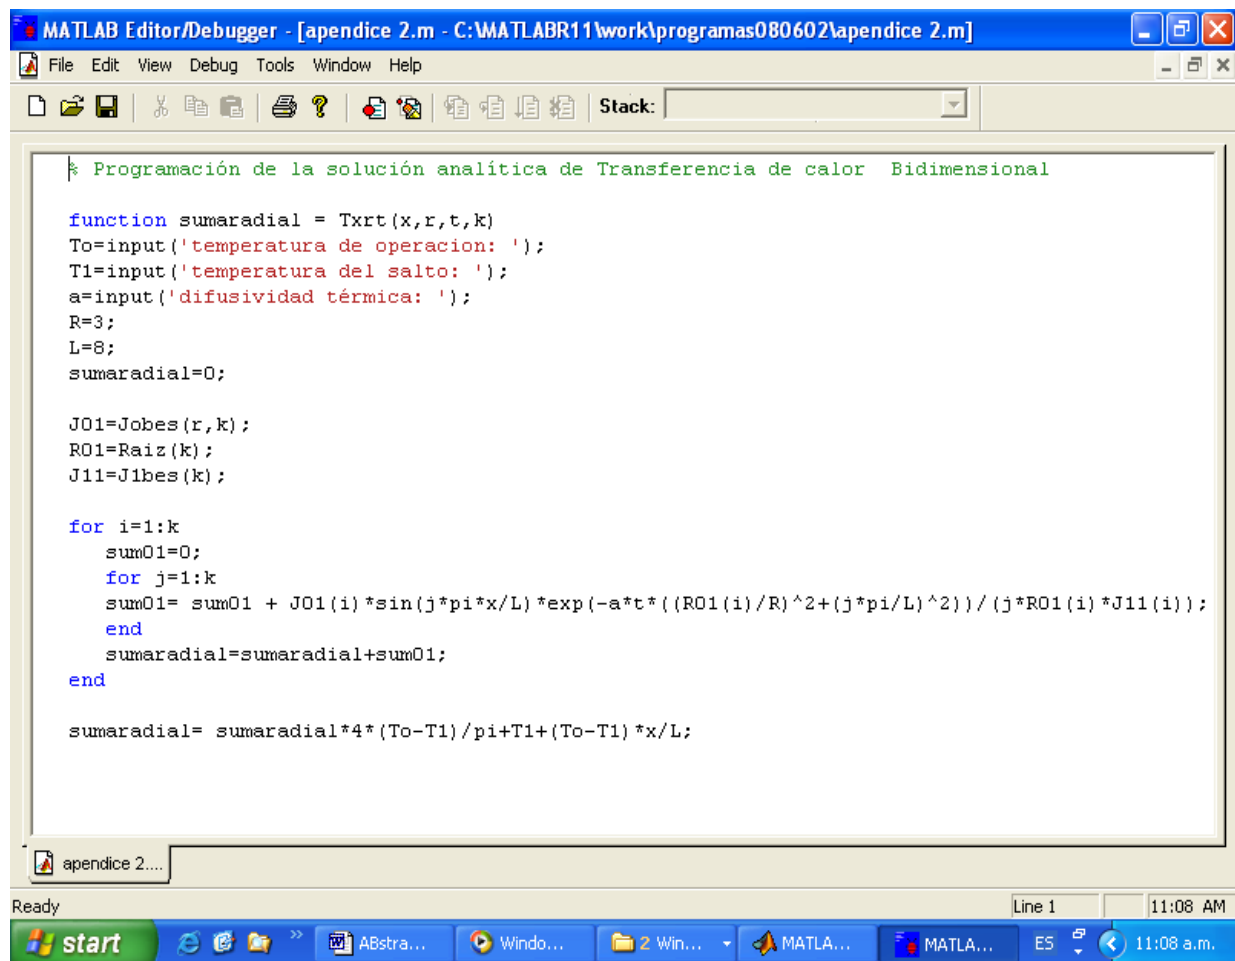 MATLAB Editor/Debugger - [apendice 2.m - C:\MATLABR11\work\programas080602\apendice 2.m]
File Edit View Debug Tools Window Help
Stack:
% Programación de la solución analítica de Transferencia de calor  Bidimensional
function sumaradial = Txrt(x,r,t,k)
To=input('temperatura de operacion: ');
T1=input('temperatura del salto: ');
a=input('difusividad térmica: ');
R=3;
L=8;
sumaradial=0;
J01=Jobes(r,k);
R01=Raiz(k);
J11=J1bes(k);
for i=1:k
sum01=0;
for j=1:k
sum01= sum01 + J01(i)*sin(j*pi*x/L)*exp(-a*t*((R01(i)/R)^2+(j*pi/L)^2))/(j*R01(i)*J11(i));
end
sumaradial=sumaradial+sum01;
end
sumaradial= sumaradial*4*(To-T1)/pi+T1+(To-T1)*x/L;
apendice 2....
Ready
Line 1
11:08 AM
start
ABstra...
Windo...
2 Win...
MATLA...
MATLA...
ES
11:08 a.m.